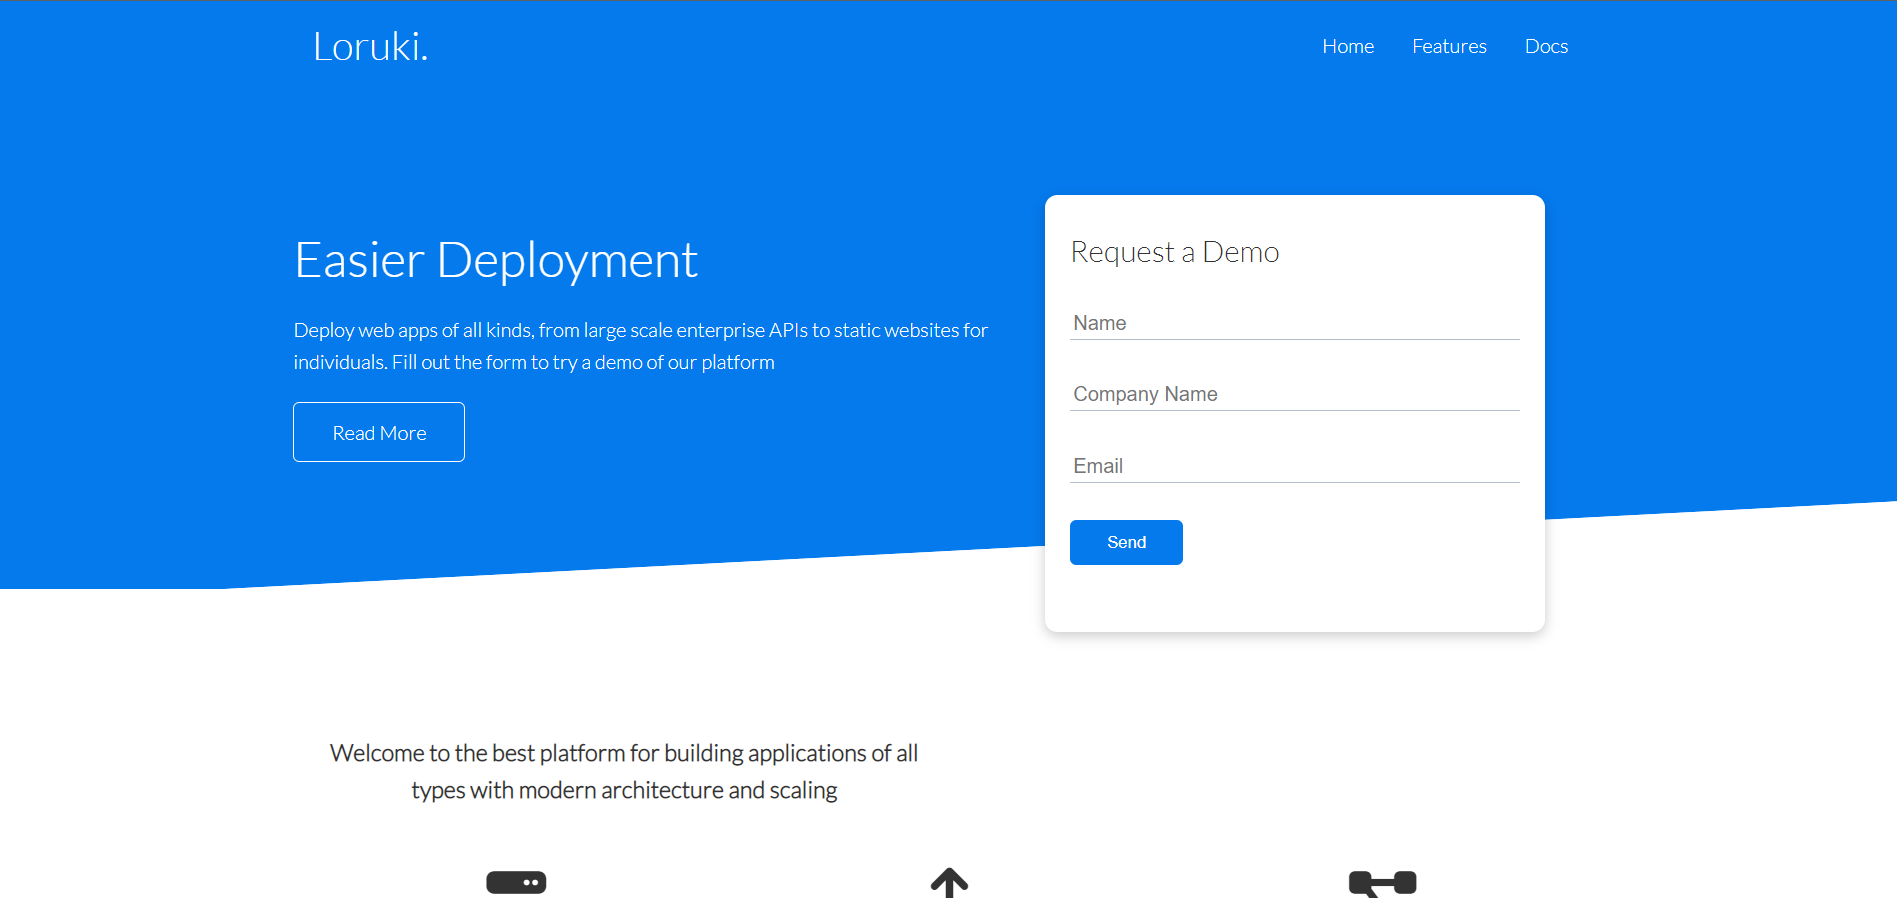 Loruki.
Home Features Docs
Easier Deployment
Deploy web apps of all kinds, from large scale enterprise APIs to static websites for
individuals. Fill out the form to try a demo of our platform
Read More
Request a Demo
Name
Company Name
Email
Send
Welcome to the best platform for building applications of all
types with modern architecture and scaling